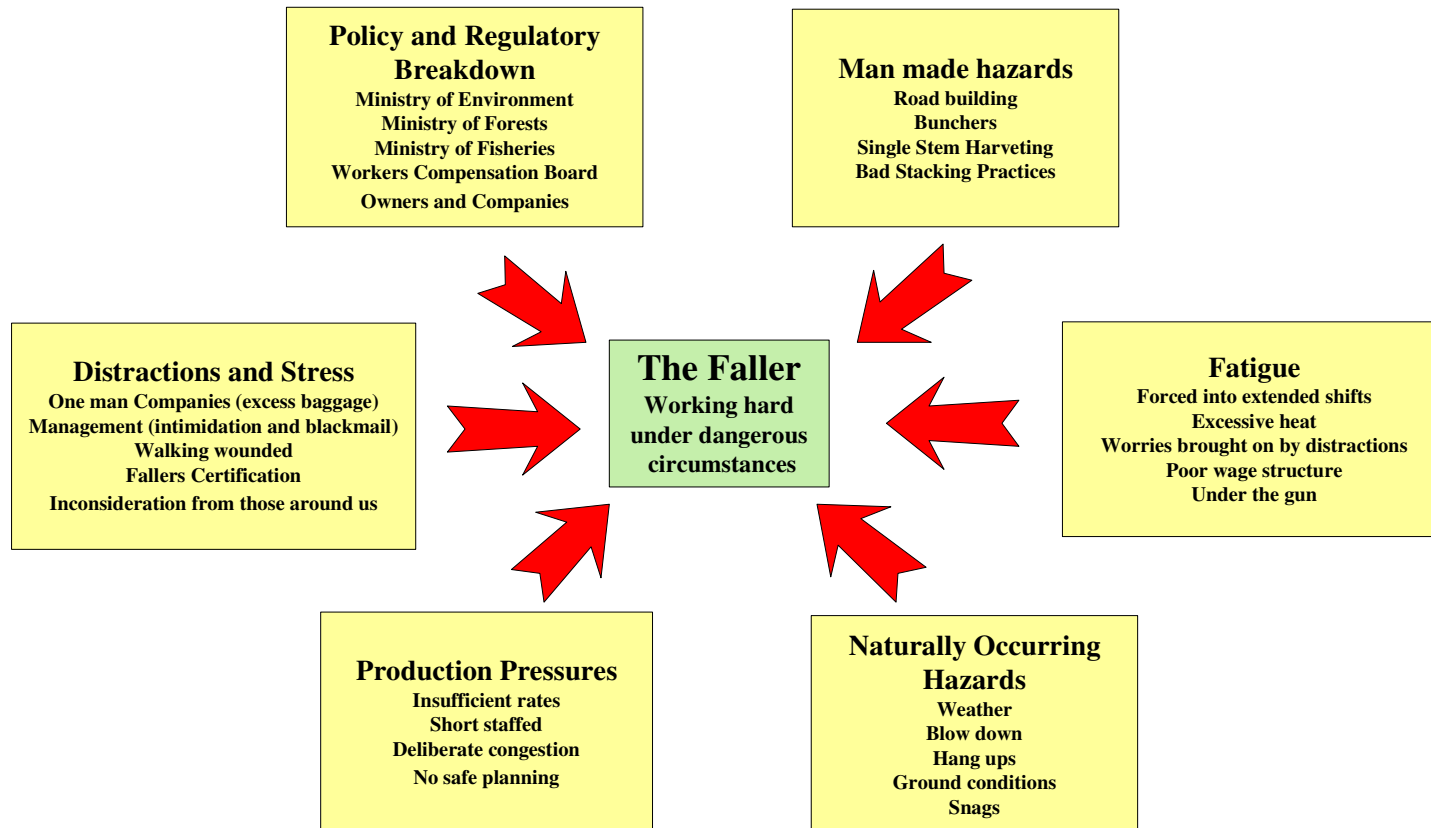 Policy and Regulatory
Breakdown
Ministry of Environment
Ministry of Forests
Ministry of Fisheries
Workers Compensation Board
Owners and Companies
Man made hazards
Road building
Bunchers
Single Stem Harveting
Bad Stacking Practices
Distractions and Stress
One man Companies (excess baggage)
Management (intimidation and blackmail)
Walking wounded
Fallers Certification
Inconsideration from those around us
The Faller
Working hard
under dangerous
circumstances
Fatigue
Forced into extended shifts
Excessive heat
Worries brought on by distractions
Poor wage structure
Under the gun
Production Pressures
Insufficient rates
Short staffed
Deliberate congestion
No safe planning
Naturally Occurring
Hazards
Weather
Blow down
Hang ups
Ground conditions
Snags